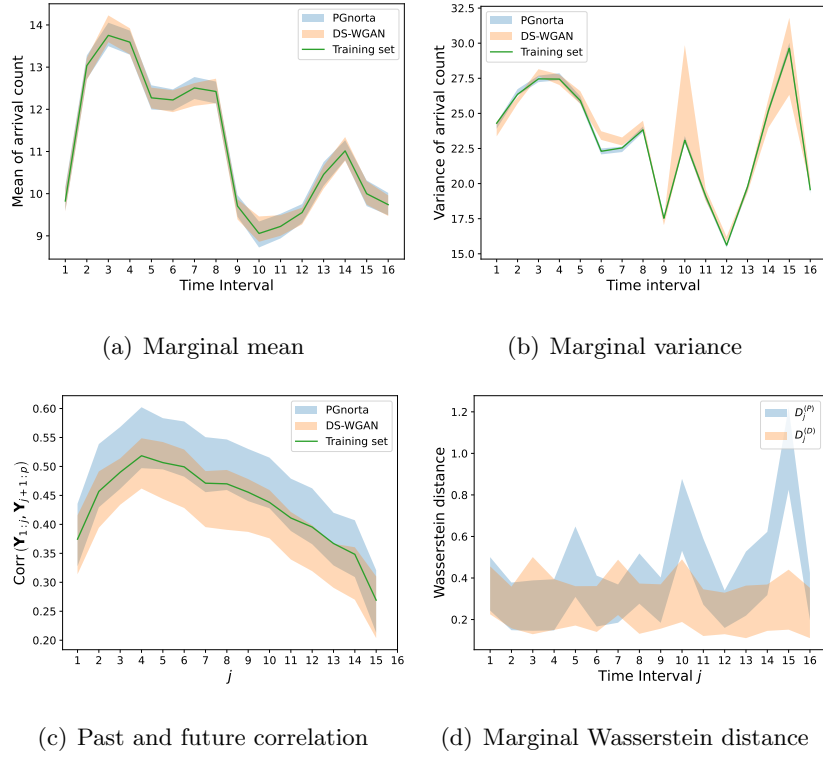 PGnorta
DS-WGAN
Training set
14
13
12
11
10
9
Mean of arrival count
1 2 3 4 5 6 7 8 9 10 11 12 13 14 15 16
Time Interval
(a) Marginal mean
PGnorta
DS-WGAN
Training set
32.5
30.0
27.5
25.0
22.5
20.0
17.5
15.0
Variance of arrival count
1 2 3 4 5 6 7 8 9 10 11 12 13 14 15 16
Time interval
(b) Marginal variance
PGnorta
DS-WGAN
Training set
0.60
0.55
0.50
0.45
0.40
0.35
0.30
0.25
0.20
Corr (Y_{1:j}, Y_{j+1:p})
1 2 3 4 5 6 7 8 9 10 11 12 13 14 15 16
j
(c) Past and future correlation
D_j^{(P)}
D_j^{(D)}
1.2
1.0
0.8
0.6
0.4
0.2
Wasserstein distance
1 2 3 4 5 6 7 8 9 10 11 12 13 14 15 16
Time Interval j
(d) Marginal Wasserstein distance